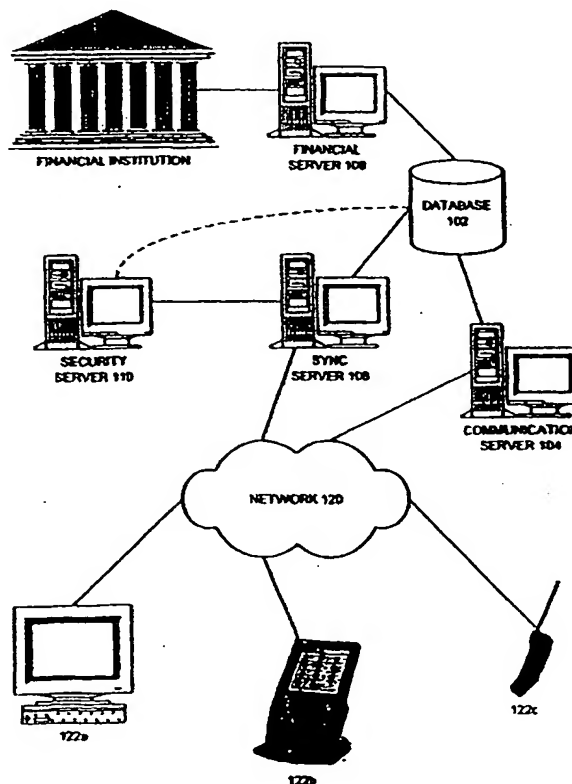 FINANCIAL INSTITUTION
FINANCIAL
SERVER 108
DATABASE
102
SECURITY
SERVER 110
SYNC
SERVER 106
COMMUNICATION
SERVER 104
NETWORK 120
122a
122b
122c